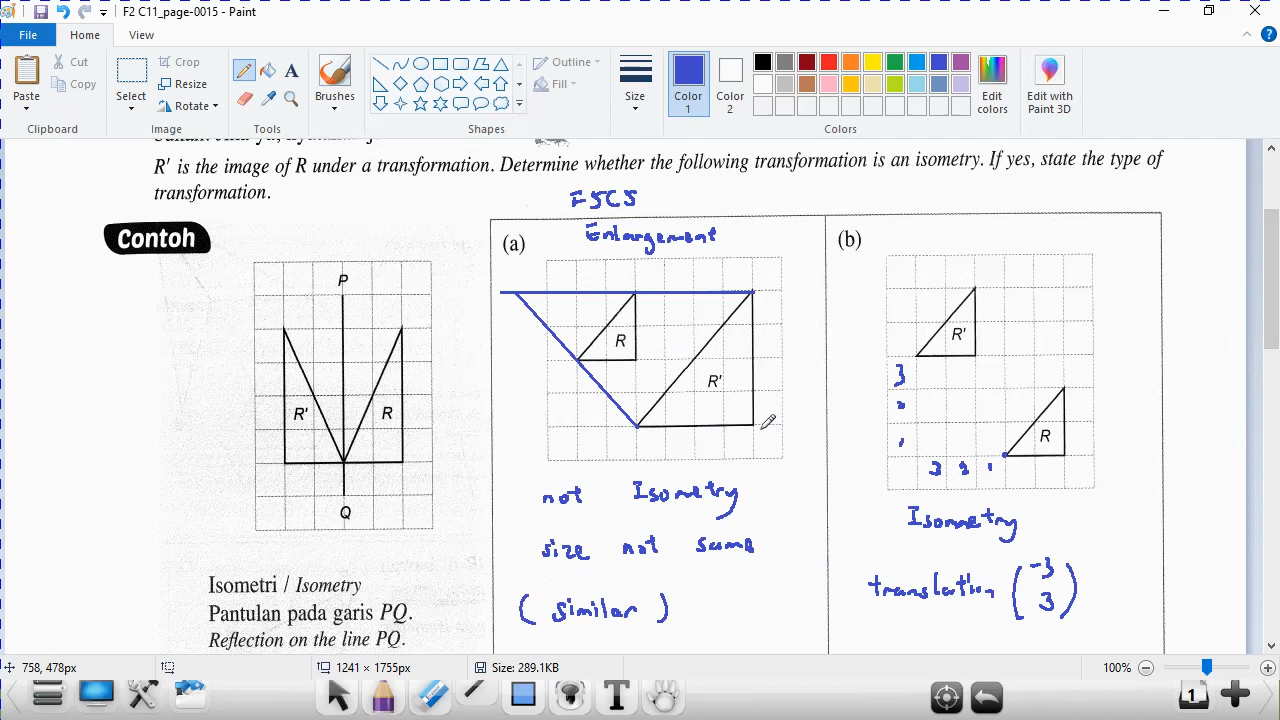 F2 C11_page-0015 - Paint
File
Home
View
Paste
Cut
Copy
Clipboard
Select
Crop
Resize
Rotate
Image
Tools
Brushes
Shapes
Outline
Fill
Size
Color 1
Color 2
Edit colors
Colors
Edit with Paint 3D
R' is the image of R under a transformation. Determine whether the following transformation is an isometry. If yes, state the type of
transformation.
F5C5
Contoh
P
R'
R
Q
Isometri / Isometry
Pantulan pada garis PQ.
Reflection on the line PQ.
(a)
Enlargement
R
R'
not Isometry
size not same
( similar )
(b)
R'
3
2
1
R
3 2 1
Isometry
translation ( -3
3 )
758, 478px
1241 × 1755px
Size: 289.1KB
100%
1